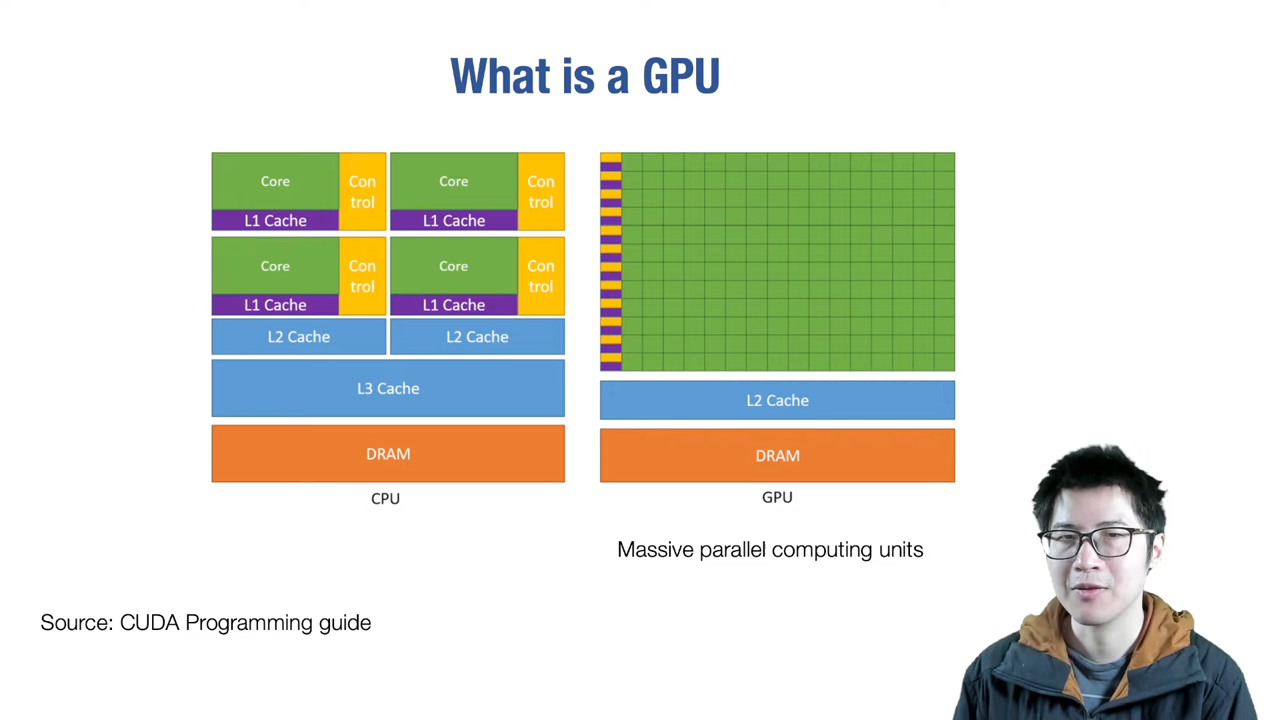 What is a GPU
Core
Con
trol
L1 Cache
Core
Con
trol
L1 Cache
Core
Con
trol
L1 Cache
Core
Con
trol
L1 Cache
L2 Cache
L2 Cache
L3 Cache
DRAM
CPU
L2 Cache
DRAM
GPU
Massive parallel computing units
Source: CUDA Programming guide